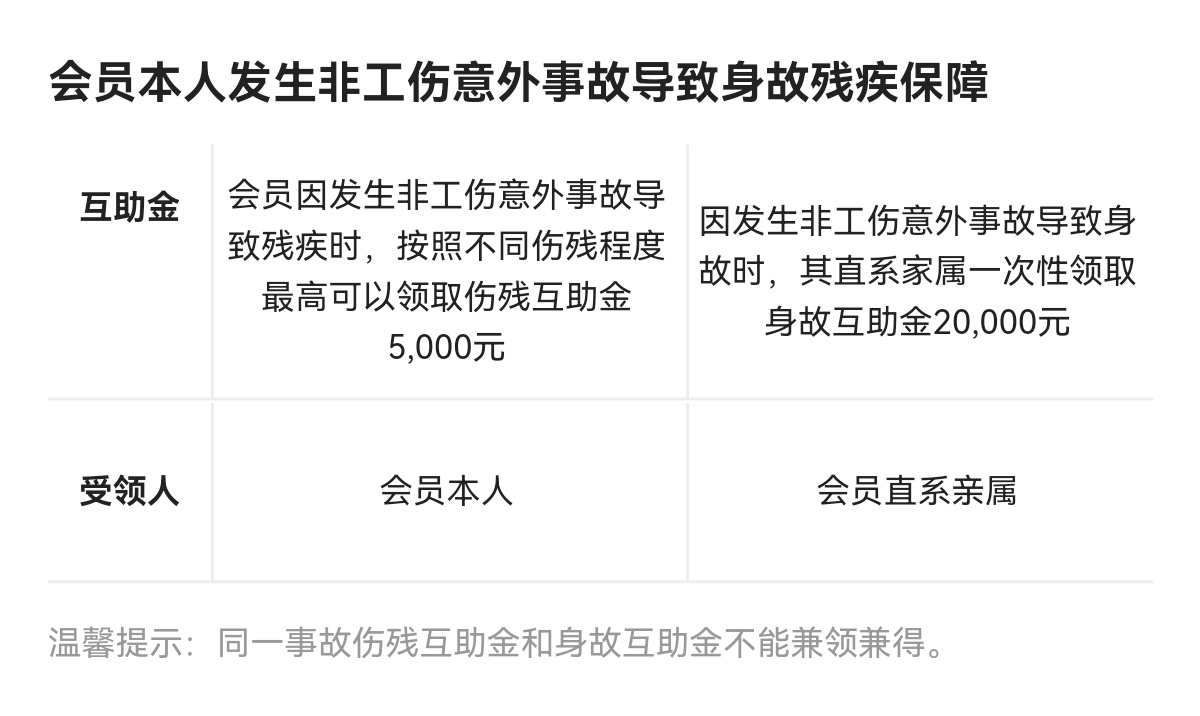 会员本人发生非工伤意外事故导致身故残疾保障
互助金
会员因发生非工伤意外事故导
致残疾时，按照不同伤残程度
最高可以领取伤残互助金
5,000元
因发生非工伤意外事故导致身
故时，其直系家属一次性领取
身故互助金20,000元
受领人
会员本人
会员直系亲属
温馨提示：同一事故伤残互助金和身故互助金不能兼领兼得。